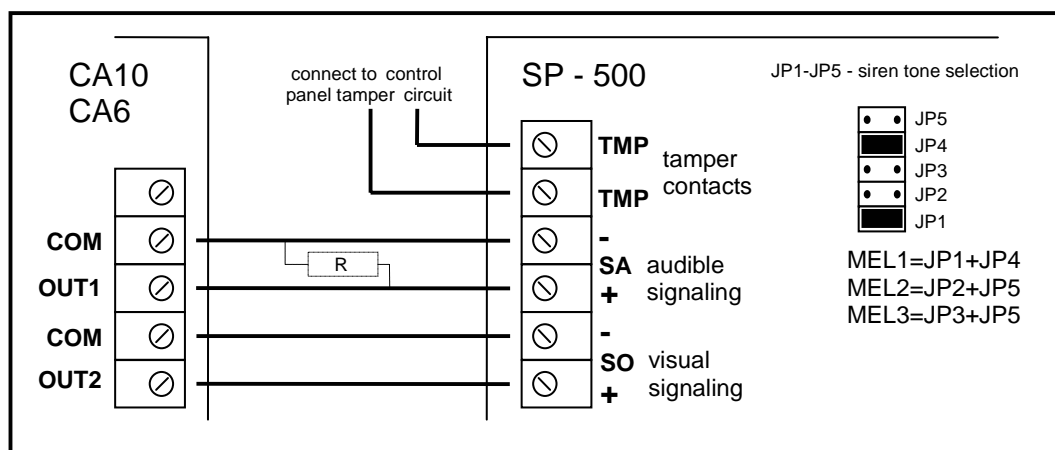 CA10
CA6
connect to control
panel tamper circuit
SP - 500
JP1-JP5 - siren tone selection
JP5
JP4
JP3
JP2
JP1
TMP
tamper
contacts
TMP
COM
-
R
SA audible
signaling
OUT1
+
MEL1=JP1+JP4
MEL2=JP2+JP5
MEL3=JP3+JP5
COM
-
SO visual
signaling
OUT2
+